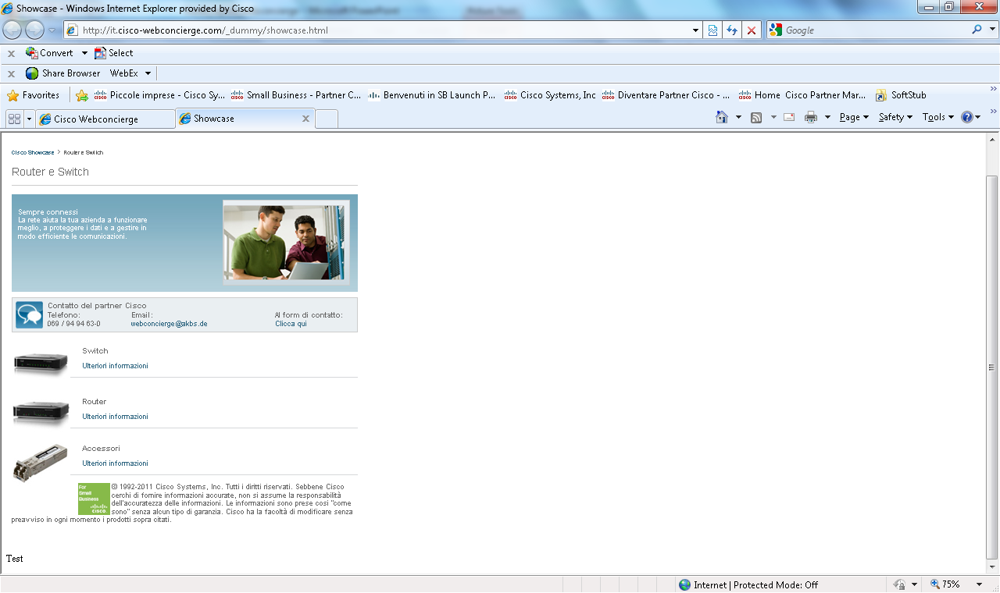 Showcase - Windows Internet Explorer provided by Cisco
http://it.cisco-webconcierge.com/_dummy/showcase.html
Google
Convert Select
Share Browser WebEx
Favorites Piccole imprese - Cisco Sy... Small Business - Partner C... Benvenuti in SB Launch P... Cisco Systems, Inc Diventare Partner Cisco - ... Home Cisco Partner Mar... SoftStub
Cisco Webconcierge Showcase Page Safety Tools
Cisco Showcase > Router e Switch
Router e Switch
Sempre connessi
La rete aiuta la tua azienda a funzionare
meglio, a proteggere i dati e a gestire in
modo efficiente le comunicazioni.
Contatto del partner Cisco
Telefono: Email: Al form di contatto:
069 / 94 94 63-0 webconcierge@akbs.de Clicca qui
Switch
Ulteriori informazioni
Router
Ulteriori informazioni
Accessori
Ulteriori informazioni
For
Small
Business
CISCO.
© 1992-2011 Cisco Systems, Inc. Tutti i diritti riservati. Sebbene Cisco
cerchi di fornire informazioni accurate, non si assume la responsabilità
dell'accuratezza delle informazioni. Le informazioni sono prese così "come
sono" senza alcun tipo di garanzia. Cisco ha la facoltà di modificare senza
preavviso in ogni momento i prodotti sopra citati.
Test
Internet | Protected Mode: Off 75%